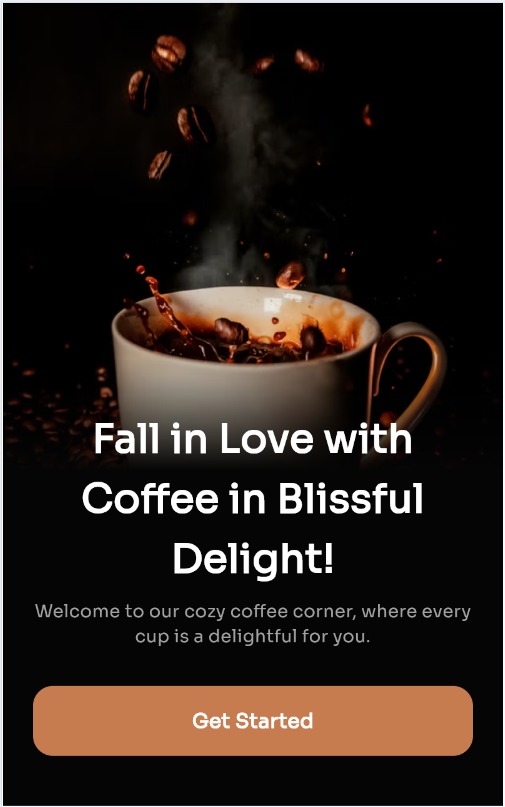 Fall in Love with
Coffee in Blissful
Delight!
Welcome to our cozy coffee corner, where every
cup is a delightful for you.
Get Started